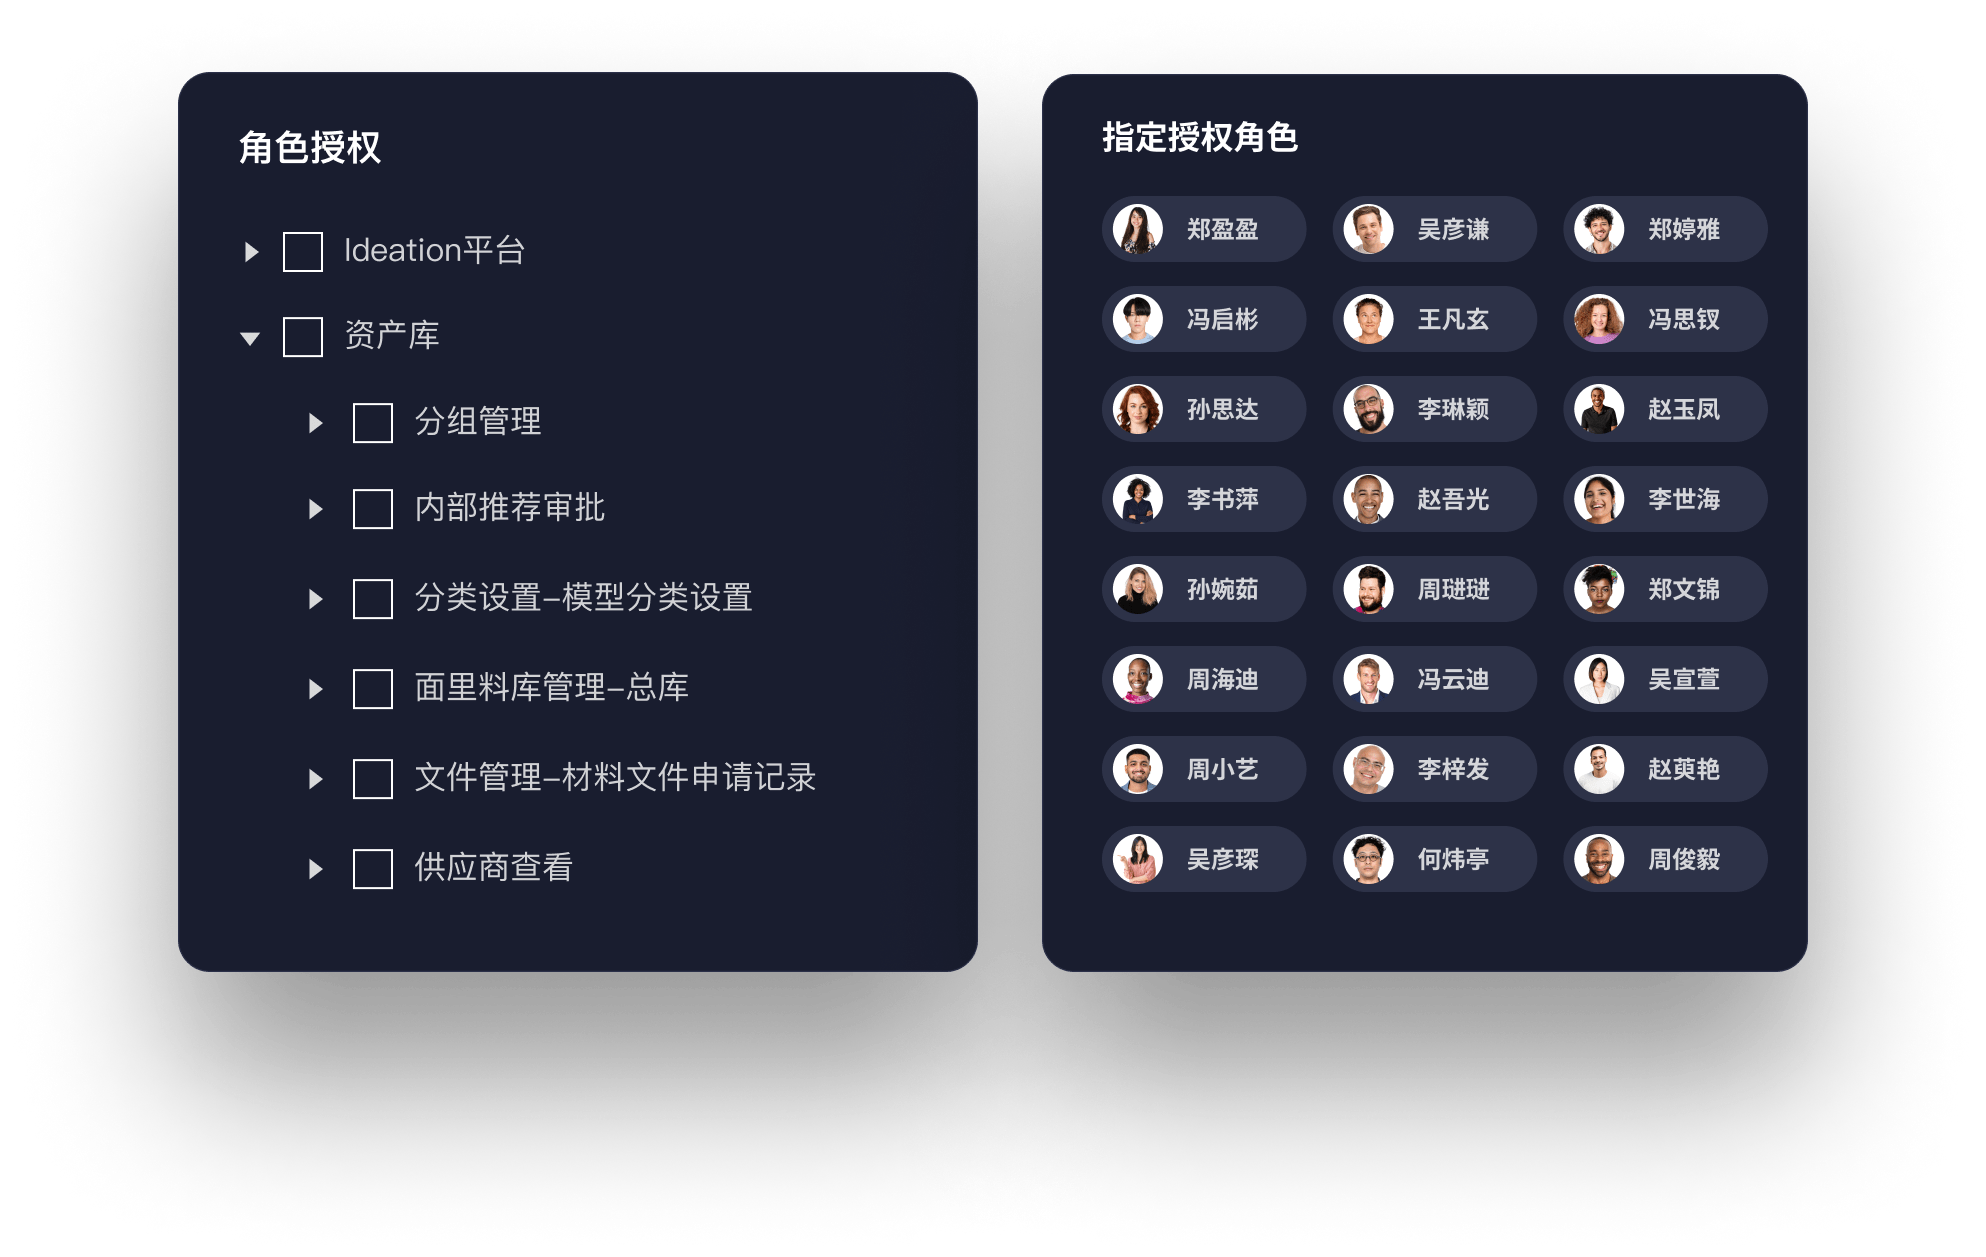 角色授权
Ideation平台
资产库
分组管理
内部推荐审批
分类设置–模型分类设置
面里料库管理–总库
文件管理–材料文件申请记录
供应商查看
指定授权角色
郑盈盈 吴彦谦 郑婷雅
冯启彬 王凡玄 冯思钗
孙思达 李琳颖 赵玉凤
李书萍 赵吾光 李世海
孙婉茹 周琎琎 郑文锦
周海迪 冯云迪 吴宣萱
周小艺 李梓发 赵萸艳
吴彦琛 何炜亭 周俊毅